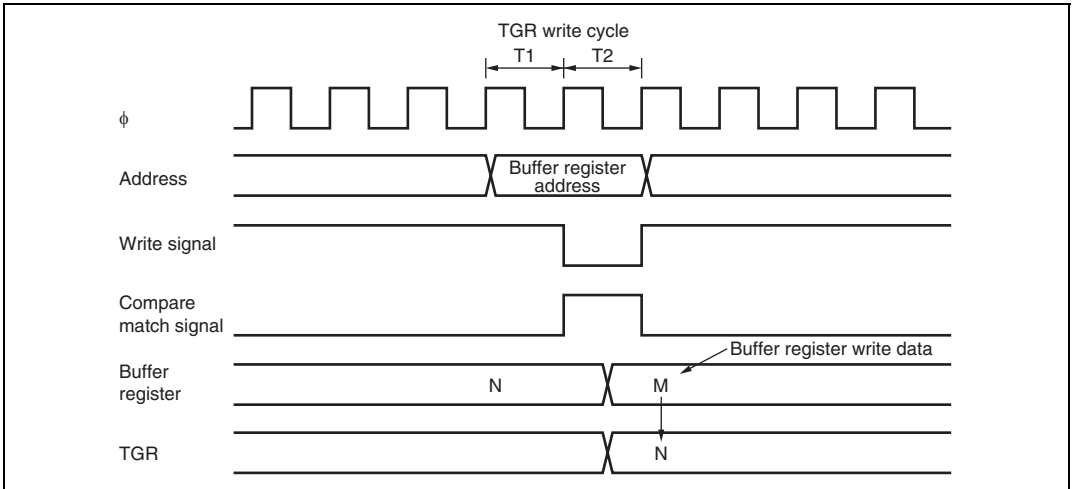 TGR write cycle
T1 T2
ϕ
Address
Buffer register
address
Write signal
Compare
match signal
Buffer register write data
Buffer
register
N
M
TGR
N